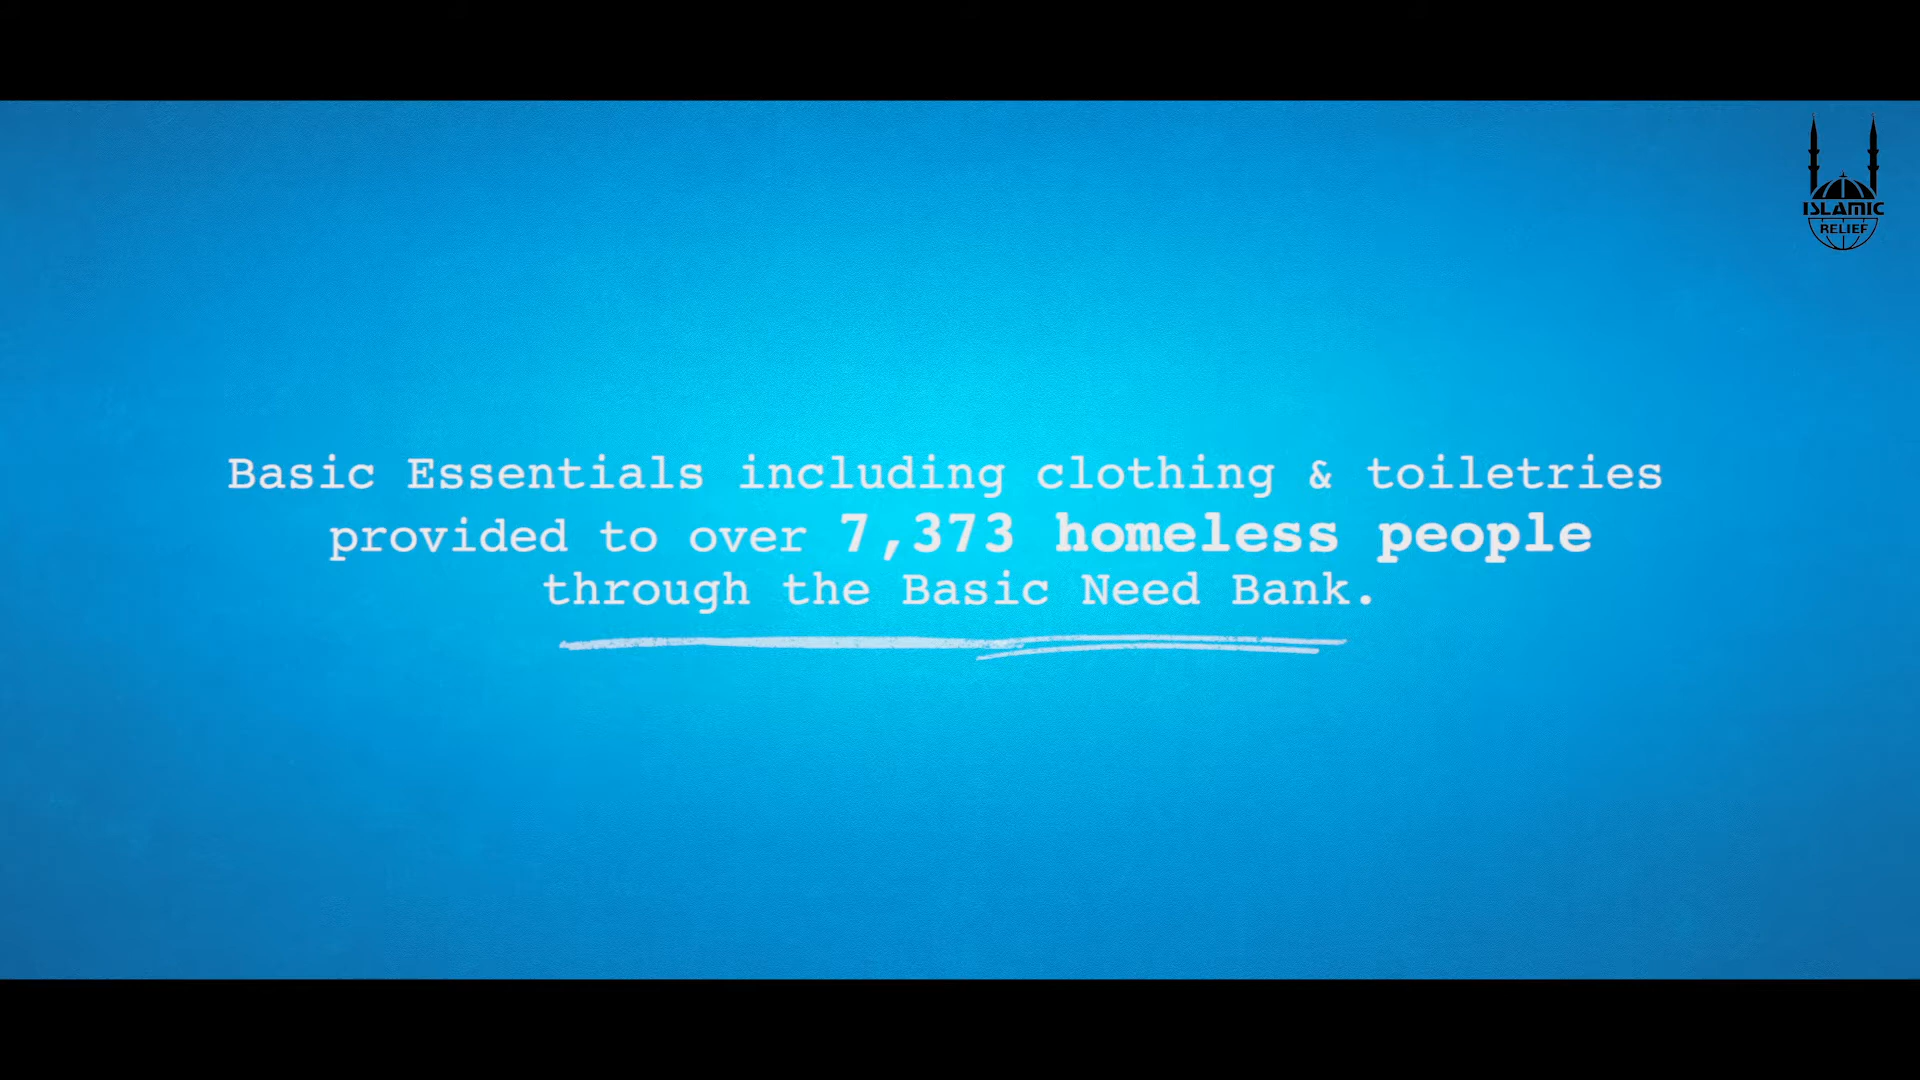 ISLAMIC
RELIEF
Basic Essentials including clothing & toiletries
provided to over 7,373 homeless people
through the Basic Need Bank.